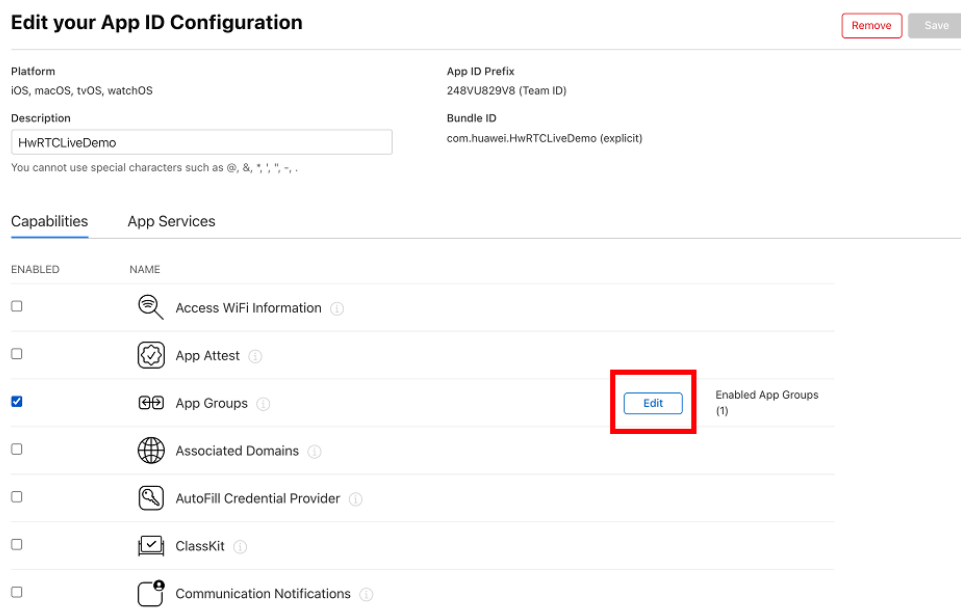 Edit your App ID Configuration
Remove
Save
Platform
iOS, macOS, tvOS, watchOS
App ID Prefix
248VU829V8 (Team ID)
Description
HwRTCLiveDemo
You cannot use special characters such as @, &, *, ', ", -, .
Bundle ID
com.huawei.HwRTCLiveDemo (explicit)
Capabilities
App Services
ENABLED
NAME
Access WiFi Information
App Attest
App Groups
Edit
Enabled App Groups
(1)
Associated Domains
AutoFill Credential Provider
ClassKit
Communication Notifications